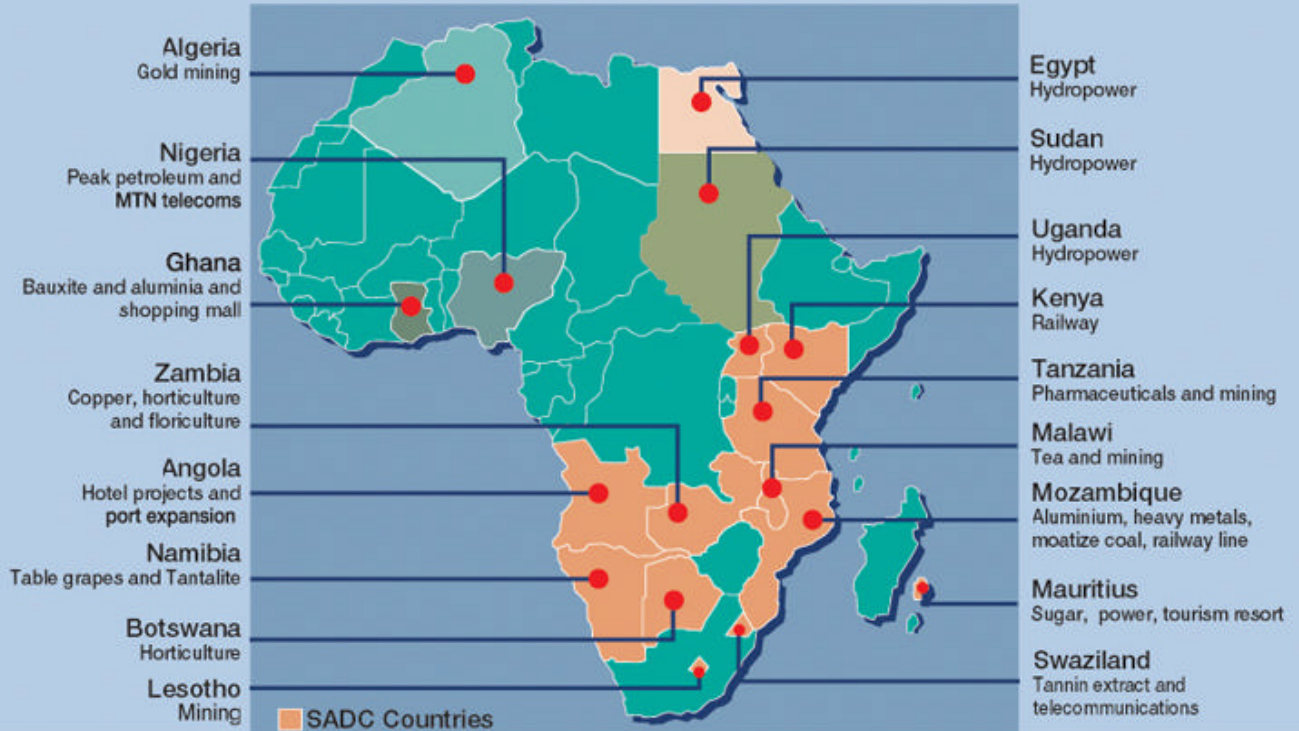 Algeria
Gold mining
Nigeria
Peak petroleum and
MTN telecoms
Ghana
Bauxite and aluminia and
shopping mall
Zambia
Copper, horticulture
and floriculture
Angola
Hotel projects and
port expansion
Namibia
Table grapes and Tantalite
Botswana
Horticulture
Lesotho
Mining
SADC Countries
Egypt
Hydropower
Sudan
Hydropower
Uganda
Hydropower
Kenya
Railway
Tanzania
Pharmaceuticals and mining
Malawi
Tea and mining
Mozambique
Aluminium, heavy metals,
moatize coal, railway line
Mauritius
Sugar, power, tourism resort
Swaziland
Tannin extract and
telecommunications